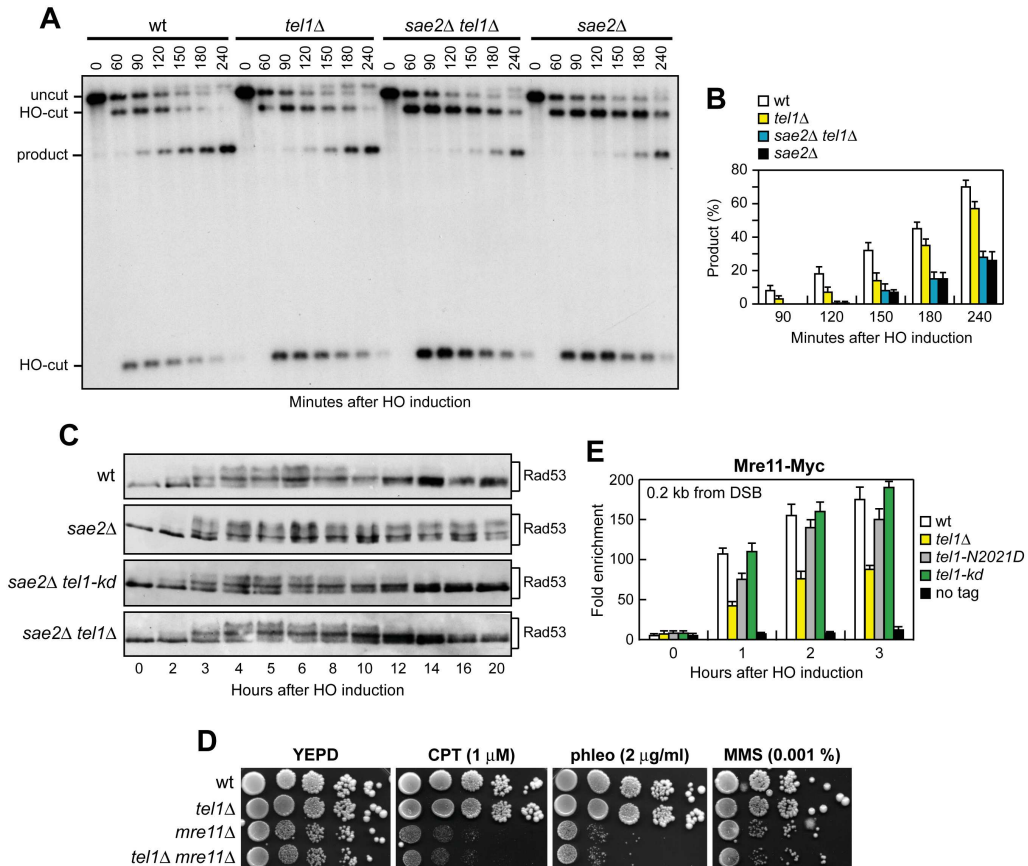 A
wt tel1Δ sae2Δ tel1Δ sae2Δ
0 60 90 120 150 180 240 0 60 90 120 150 180 240 0 60 90 120 150 180 240 0 60 90 120 150 180 240
uncut
HO-cut
product
HO-cut
Minutes after HO induction
B
wt
tel1Δ
sae2Δ tel1Δ
sae2Δ
Product (%)
80
60
40
20
0
90 120 150 180 240
Minutes after HO induction
C
wt Rad53
sae2Δ Rad53
sae2Δ tel1-kd Rad53
sae2Δ tel1Δ Rad53
0 2 3 4 5 6 8 10 12 14 16 20
Hours after HO induction
E
Mre11-Myc
0.2 kb from DSB
Fold enrichment
200
150
100
50
0
0 1 2 3
Hours after HO induction
wt
tel1Δ
tel1-N2021D
tel1-kd
no tag
D
YEPD CPT (1 μM) phleo (2 μg/ml) MMS (0.001 %)
wt
tel1Δ
mre11Δ
tel1Δ mre11Δ